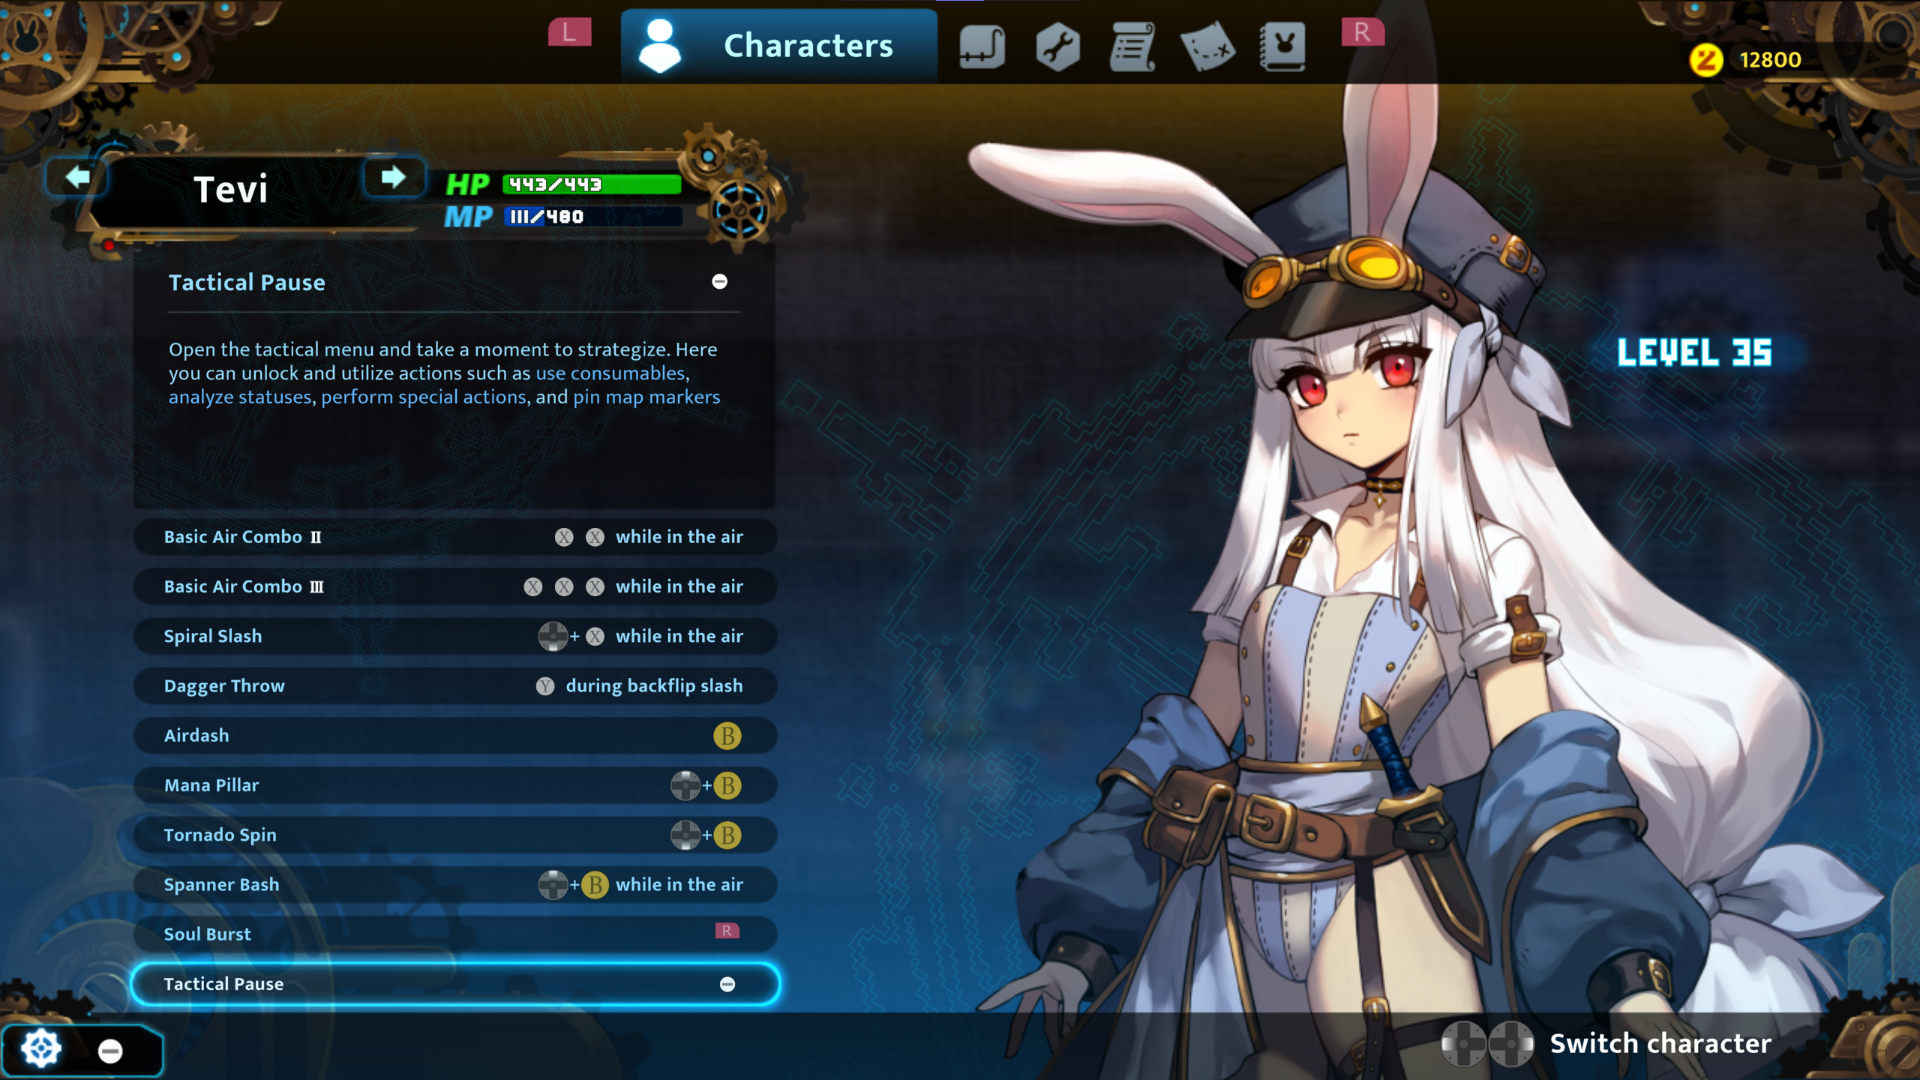 L
Characters
R
Z 12800
Tevi
HP 443/443
MP 111/480
Tactical Pause
Open the tactical menu and take a moment to strategize. Here
you can unlock and utilize actions such as use consumables,
analyze statuses, perform special actions, and pin map markers
LEVEL 35
Basic Air Combo II X X while in the air
Basic Air Combo III X X X while in the air
Spiral Slash + X while in the air
Dagger Throw Y during backflip slash
Airdash B
Mana Pillar + B
Tornado Spin + B
Spanner Bash + B while in the air
Soul Burst R
Tactical Pause
Switch character